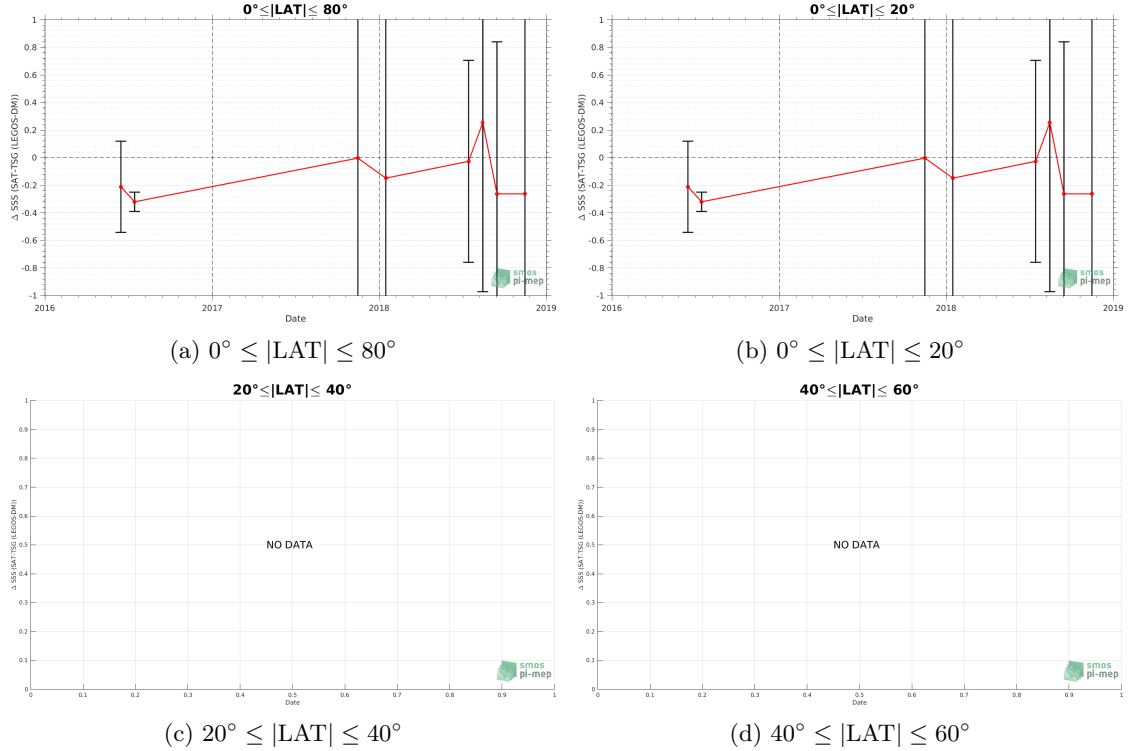 0°≤|LAT|≤ 80°
1
0.8
0.6
0.4
0.2
0
-0.2
-0.4
-0.6
-0.8
-1
Δ SSS (SAT-TSG (LEGOS-DM))
2016
2017
2018
2019
Date
smos
pi-mep
(a) 0° ≤ |LAT| ≤ 80°
0°≤|LAT|≤ 20°
1
0.8
0.6
0.4
0.2
0
-0.2
-0.4
-0.6
-0.8
-1
Δ SSS (SAT-TSG (LEGOS-DM))
2016
2017
2018
2019
Date
smos
pi-mep
(b) 0° ≤ |LAT| ≤ 20°
20°≤|LAT|≤ 40°
1
0.9
0.8
0.7
0.6
0.5
0.4
0.3
0.2
0.1
0
Δ SSS (SAT-TSG (LEGOS-DM))
NO DATA
0
0.1
0.2
0.3
0.4
0.5
0.6
0.7
0.8
0.9
1
Date
smos
pi-mep
(c) 20° ≤ |LAT| ≤ 40°
40°≤|LAT|≤ 60°
1
0.9
0.8
0.7
0.6
0.5
0.4
0.3
0.2
0.1
0
Δ SSS (SAT-TSG (LEGOS-DM))
NO DATA
0
0.1
0.2
0.3
0.4
0.5
0.6
0.7
0.8
0.9
1
Date
smos
pi-mep
(d) 40° ≤ |LAT| ≤ 60°